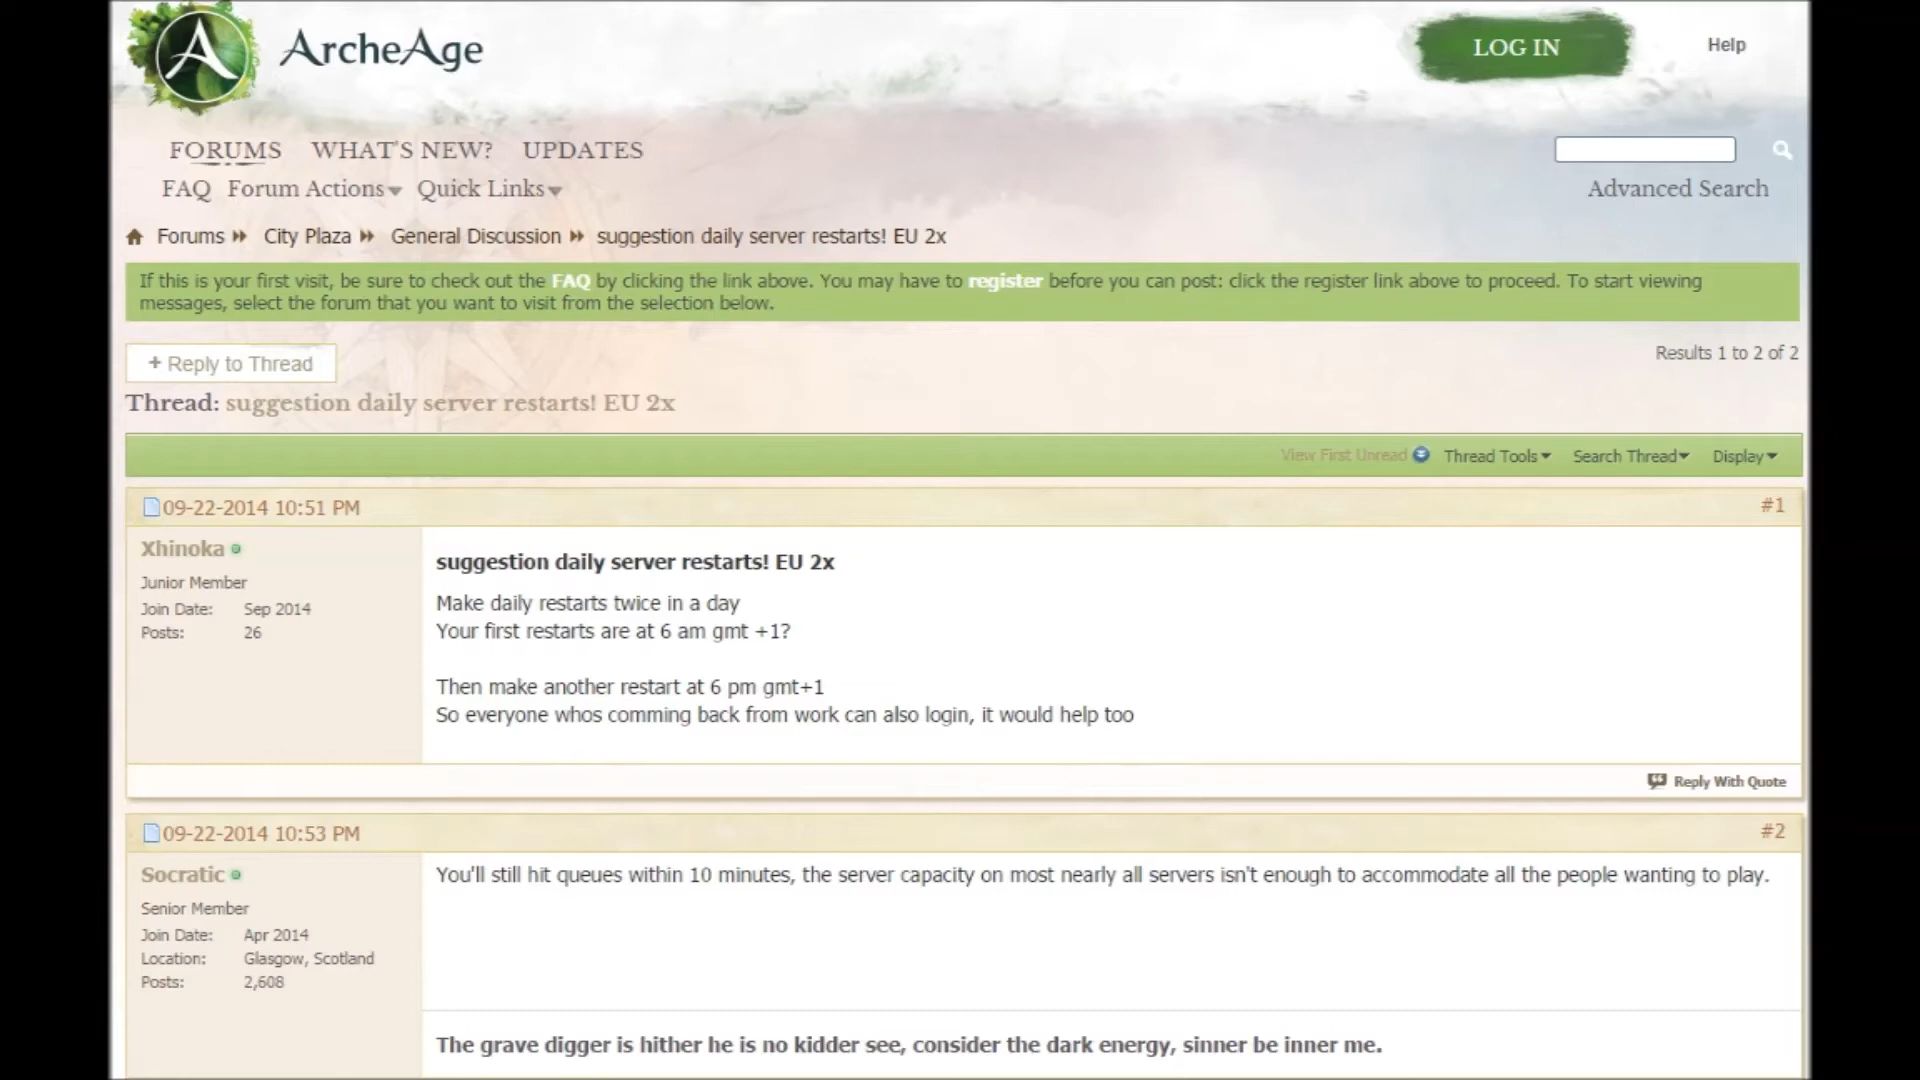 ArcheAge
LOG IN
Help
FORUMS WHAT'S NEW? UPDATES
FAQ Forum Actions Quick Links
Advanced Search
Forums City Plaza General Discussion suggestion daily server restarts! EU 2x
If this is your first visit, be sure to check out the FAQ by clicking the link above. You may have to register before you can post: click the register link above to proceed. To start viewing
messages, select the forum that you want to visit from the selection below.
+ Reply to Thread
Results 1 to 2 of 2
Thread: suggestion daily server restarts! EU 2x
View First Unread Thread Tools Search Thread Display
09-22-2014 10:51 PM #1
Xhinoka
Junior Member
Join Date: Sep 2014
Posts: 26
suggestion daily server restarts! EU 2x
Make daily restarts twice in a day
Your first restarts are at 6 am gmt +1?
Then make another restart at 6 pm gmt+1
So everyone whos comming back from work can also login, it would help too
Reply With Quote
09-22-2014 10:53 PM #2
Socratic
Senior Member
Join Date: Apr 2014
Location: Glasgow, Scotland
Posts: 2,608
You'll still hit queues within 10 minutes, the server capacity on most nearly all servers isn't enough to accommodate all the people wanting to play.
The grave digger is hither he is no kidder see, consider the dark energy, sinner be inner me.